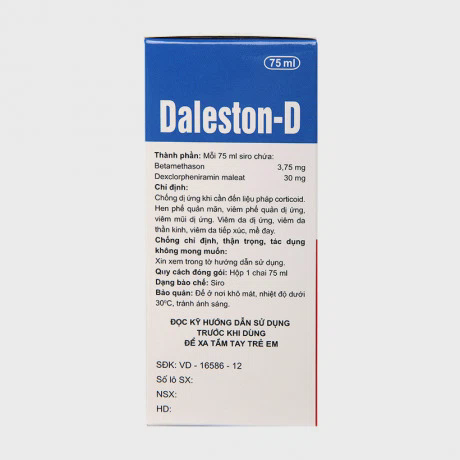 75 ml
Daleston-D
Thành phần: Mỗi 75 ml siro chứa:
Betamethason 3,75 mg
Dexclorpheniramin maleat 30 mg
Chỉ định:
Chống dị ứng khi cần đến liệu pháp corticoid.
Hen phế quản mãn, viêm phế quản dị ứng,
viêm mũi dị ứng. Viêm da dị ứng, viêm da
thần kinh, viêm da tiếp xúc, mề đay.
Chống chỉ định, thận trọng, tác dụng
không mong muốn:
Xin xem trong tờ hướng dẫn sử dụng.
Quy cách đóng gói: Hộp 1 chai 75 ml
Dạng bào chế: Siro
Bảo quản: Để ở nơi khô mát, nhiệt độ dưới
30ºC, tránh ánh sáng.
ĐỌC KỸ HƯỚNG DẪN SỬ DỤNG
TRƯỚC KHI DÙNG
ĐỂ XA TẦM TAY TRẺ EM
SĐK: VD - 16586 - 12
Số lô SX:
NSX:
HD: